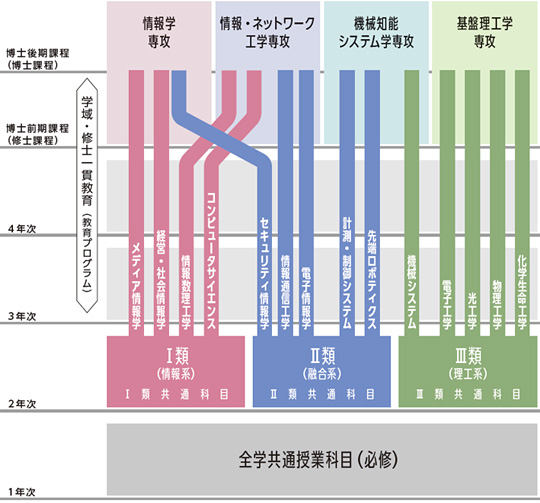 情報学
専攻
情報・ネットワーク
工学専攻
機械知能
システム学専攻
基盤理工学
専攻
博士後期課程
(博士課程)
博士前期課程
(修士課程)
学域・修士一貫教育(教育プログラム)
4年次
3年次
2年次
1年次
メディア情報学
経営・社会情報学
情報数理工学
コンピュータサイエンス
セキュリティ情報学
情報通信工学
電子情報学
計測・制御システム
先端ロボティクス
機械システム
電子工学
光工学
物理工学
化学生命工学
Ⅰ類
(情報系)
Ⅰ類共通科目
Ⅱ類
(融合系)
Ⅱ類共通科目
Ⅲ類
(理工系)
Ⅲ類共通科目
全学共通授業科目(必修)